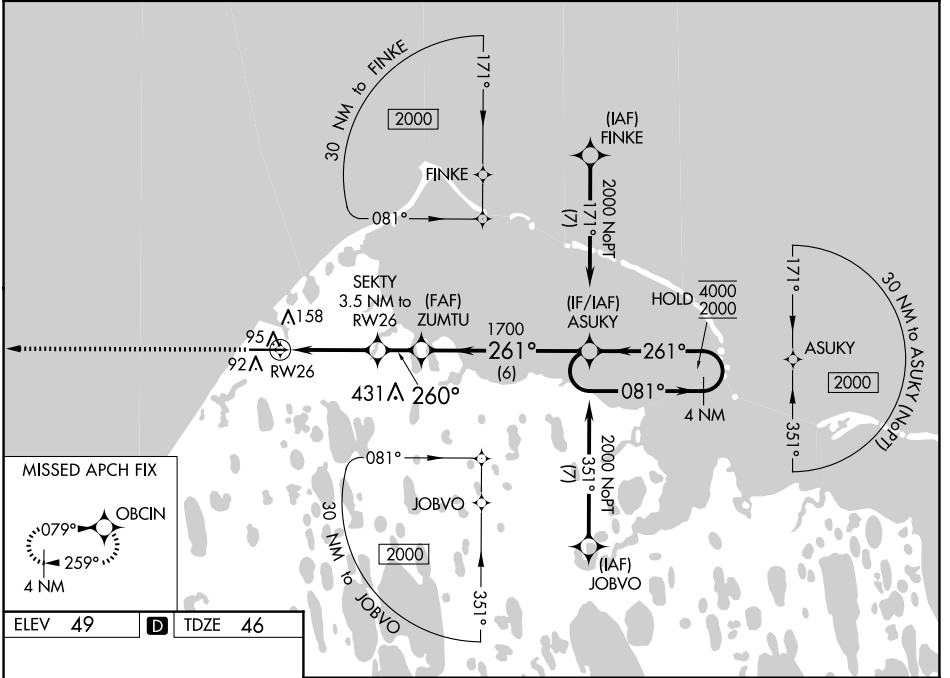 30 NM to FINKE
171°
2000
FINKE
081°
(IAF)
FINKE
2000 NoPT
171°
(7)
SEKTY
3.5 NM to
RW26
(FAF)
ZUMTU
1700
261°
(6)
(IF/IAF)
ASUKY
HOLD 4000
2000
261°
081°
4 NM
171°
30 NM to ASUKY (NoPT)
ASUKY
2000
351°
158
95
92
RW26
431
260°
2000 NoPT
351°
(7)
(IAF)
JOBVO
081°
JOBVO
30 NM to JOBVO
2000
351°
MISSED APCH FIX
OBCIN
079°
259°
4 NM
ELEV 49 D TDZE 46